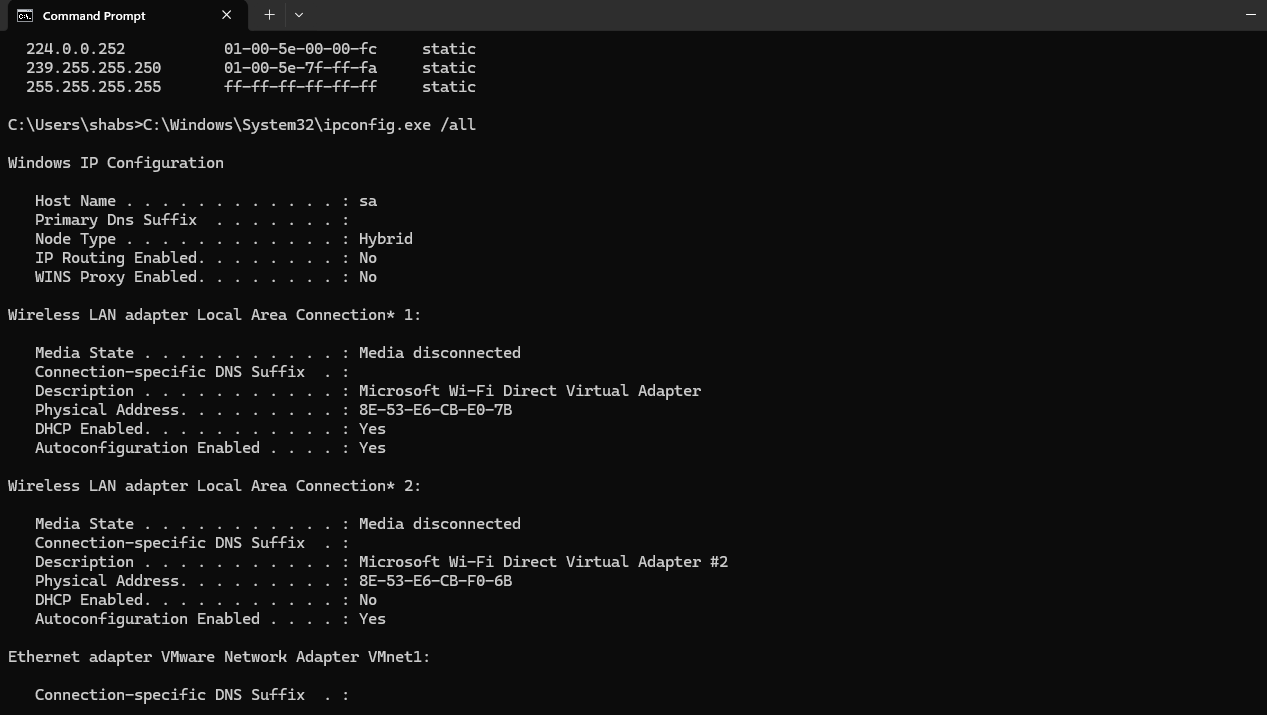 Command Prompt
224.0.0.252 01-00-5e-00-00-fc static
239.255.255.250 01-00-5e-7f-ff-fa static
255.255.255.255 ff-ff-ff-ff-ff-ff static
C:\Users\shabs>C:\Windows\System32\ipconfig.exe /all
Windows IP Configuration
Host Name . . . . . . . . . . . . : sa
Primary Dns Suffix  . . . . . . . :
Node Type . . . . . . . . . . . . : Hybrid
IP Routing Enabled. . . . . . . . : No
WINS Proxy Enabled. . . . . . . . : No
Wireless LAN adapter Local Area Connection* 1:
Media State . . . . . . . . . . . : Media disconnected
Connection-specific DNS Suffix  . :
Description . . . . . . . . . . . : Microsoft Wi-Fi Direct Virtual Adapter
Physical Address. . . . . . . . . : 8E-53-E6-CB-E0-7B
DHCP Enabled. . . . . . . . . . . : Yes
Autoconfiguration Enabled . . . . : Yes
Wireless LAN adapter Local Area Connection* 2:
Media State . . . . . . . . . . . : Media disconnected
Connection-specific DNS Suffix  . :
Description . . . . . . . . . . . : Microsoft Wi-Fi Direct Virtual Adapter #2
Physical Address. . . . . . . . . : 8E-53-E6-CB-F0-6B
DHCP Enabled. . . . . . . . . . . : No
Autoconfiguration Enabled . . . . : Yes
Ethernet adapter VMware Network Adapter VMnet1:
Connection-specific DNS Suffix  . :